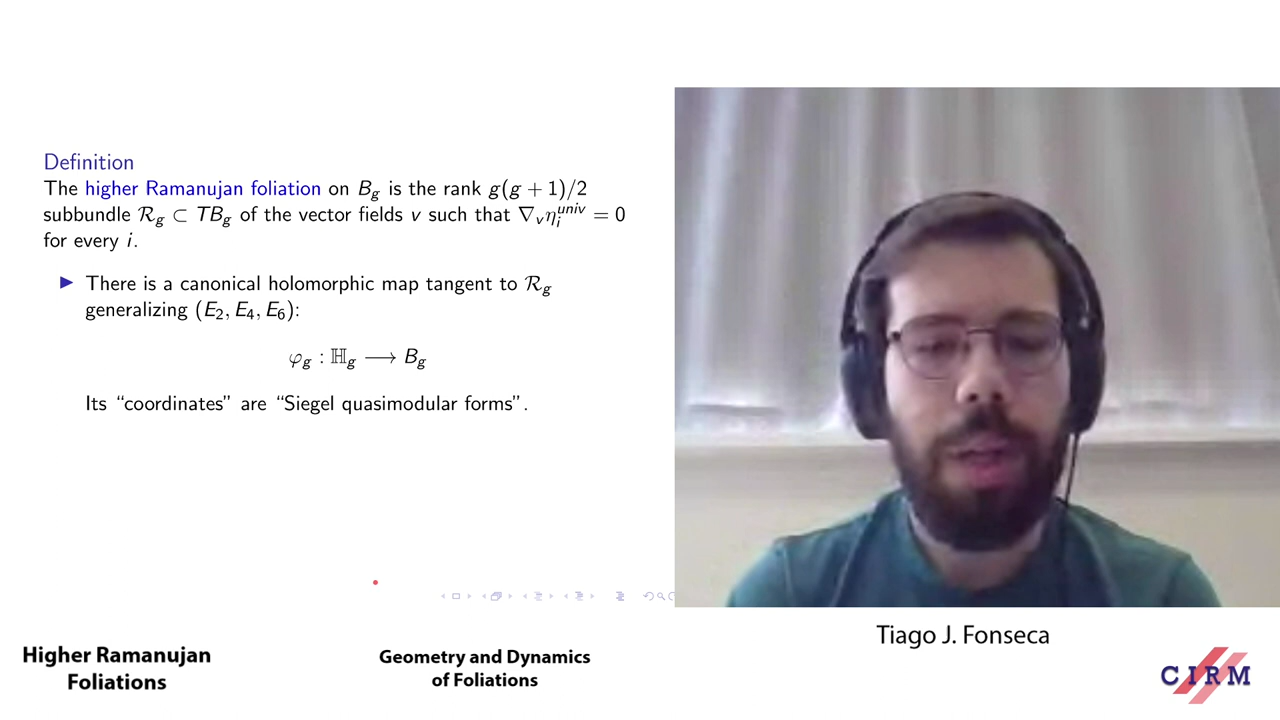 Definition
The higher Ramanujan foliation on B_g is the rank g(g + 1)/2
subbundle R_g ⊂ TB_g of the vector fields v such that ∇_v η_i^univ = 0
for every i.
▶ There is a canonical holomorphic map tangent to R_g
generalizing (E_2, E_4, E_6):
φ_g : ℍ_g ⟶ B_g
Its “coordinates” are “Siegel quasimodular forms”.
Tiago J. Fonseca
Higher Ramanujan
Foliations
Geometry and Dynamics
of Foliations
CIRM